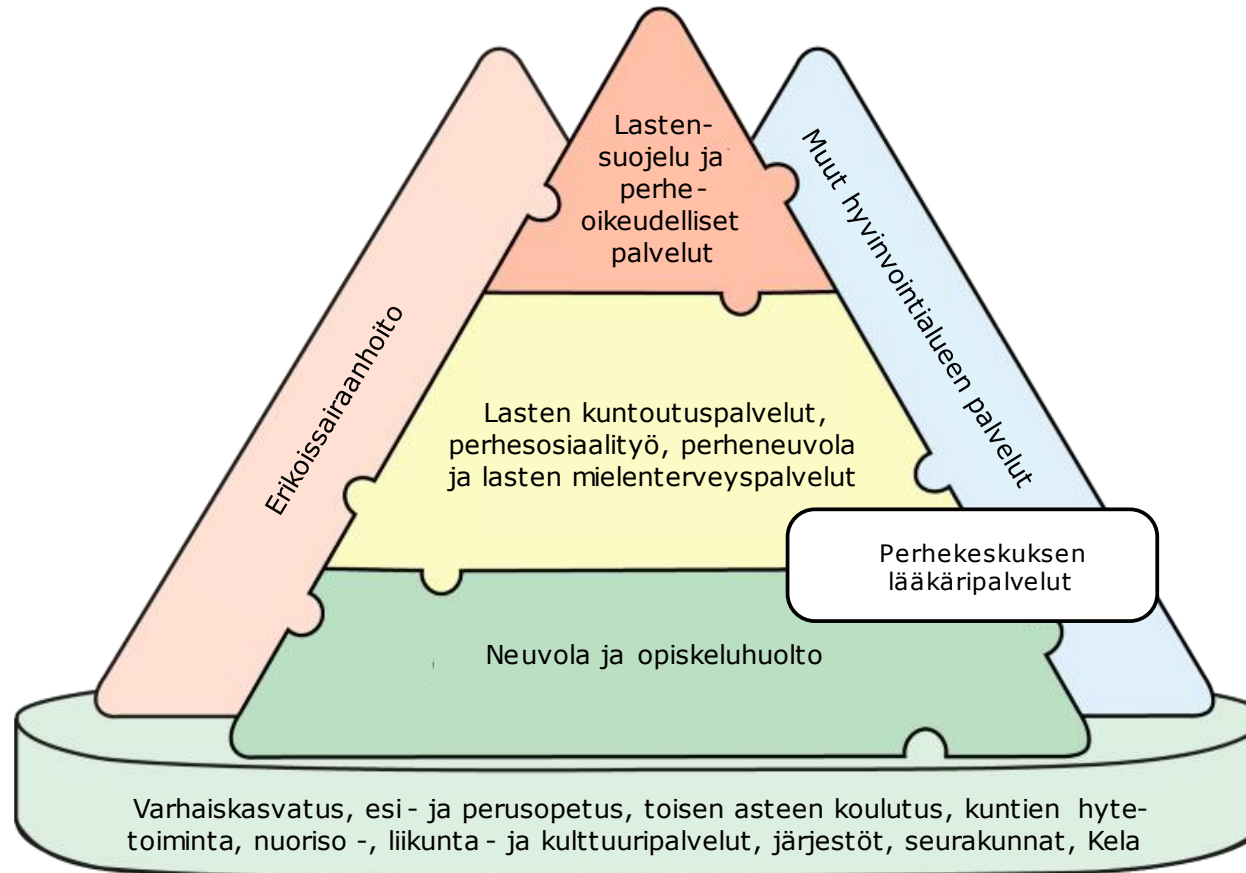 Lasten-
suojelu ja
perhe-
oikeudelliset
palvelut
Erikoissairaanhoito
Muut hyvinvointialueen palvelut
Lasten kuntoutuspalvelut,
perhesosiaalityö, perheneuvola
ja lasten mielenterveyspalvelut
Perhekeskuksen
lääkäripalvelut
Neuvola ja opiskeluhuolto
Varhaiskasvatus, esi- ja perusopetus, toisen asteen koulutus, kuntien hyte-
toiminta, nuoriso -, liikunta - ja kulttuuripalvelut, järjestöt, seurakunnat, Kela